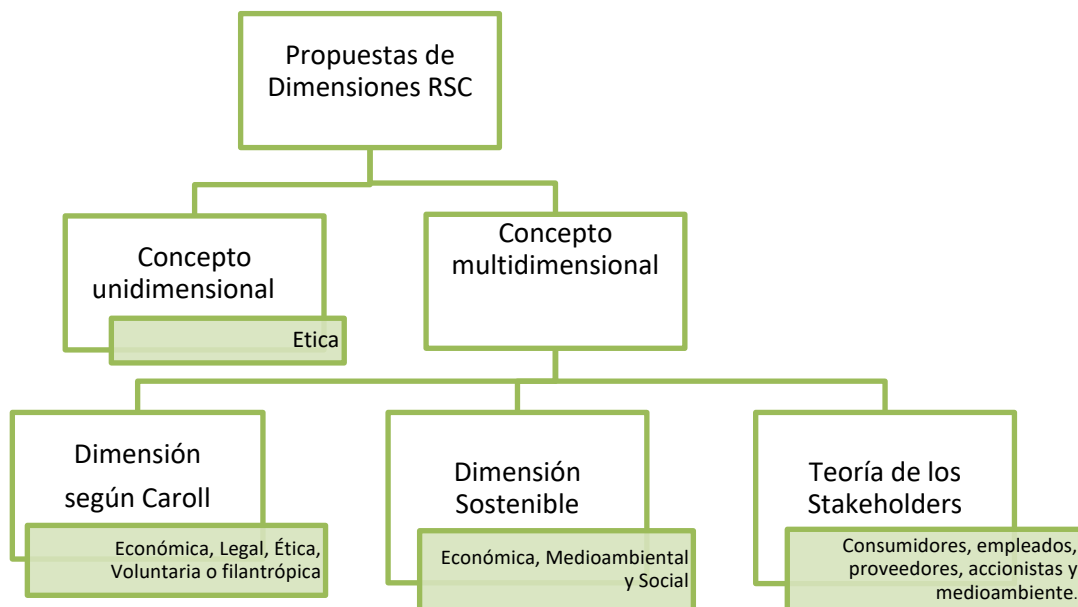 Propuestas de
Dimensiones RSC
Concepto
unidimensional
Etica
Concepto
multidimensional
Dimensión
según Caroll
Económica, Legal, Ética,
Voluntaria o filantrópica
Dimensión
Sostenible
Económica, Medioambiental
y Social
Teoría de los
Stakeholders
Consumidores, empleados,
proveedores, accionistas y
medioambiente.